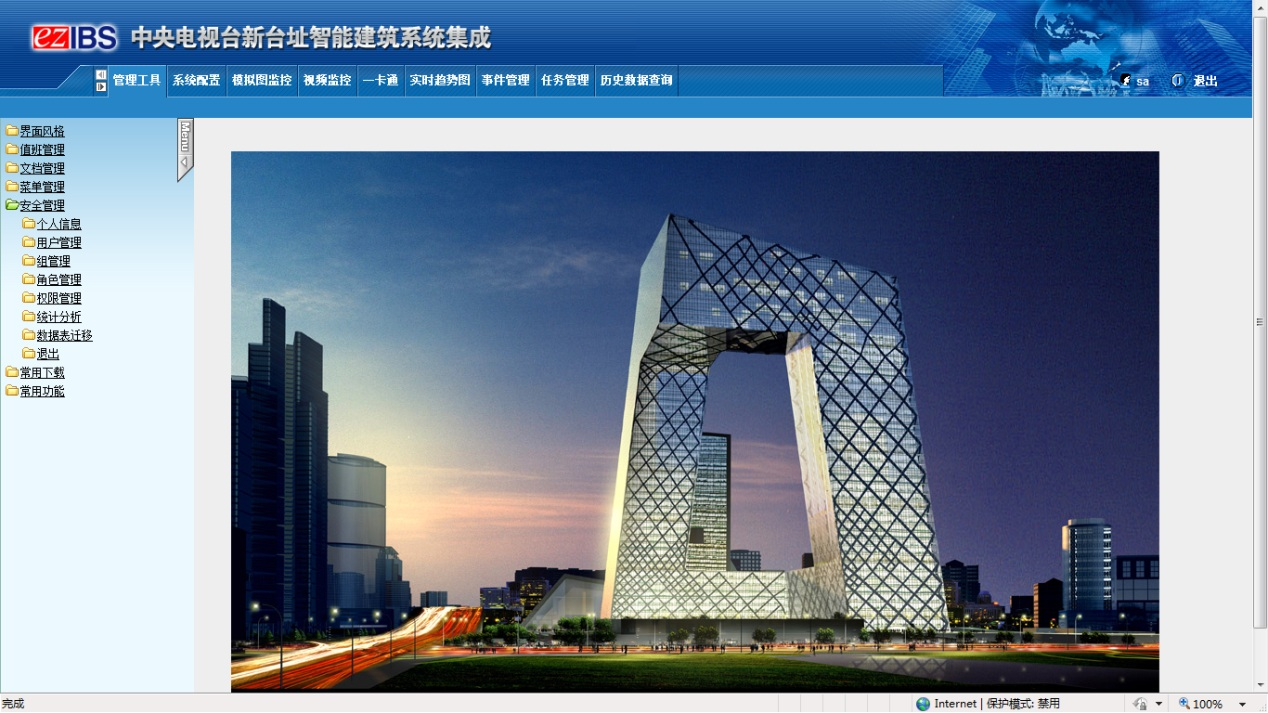 ezIBS 中央电视台新台址智能建筑系统集成
管理工具 系统配置 模拟图监控 视频监控 一卡通 实时趋势图 事件管理 任务管理 历史数据查询 sa 退出
Menu
界面风格
值班管理
文档管理
菜单管理
安全管理
个人信息
用户管理
组管理
角色管理
权限管理
统计分析
数据表迁移
退出
常用下载
常用功能
完成 Internet | 保护模式: 禁用 100%